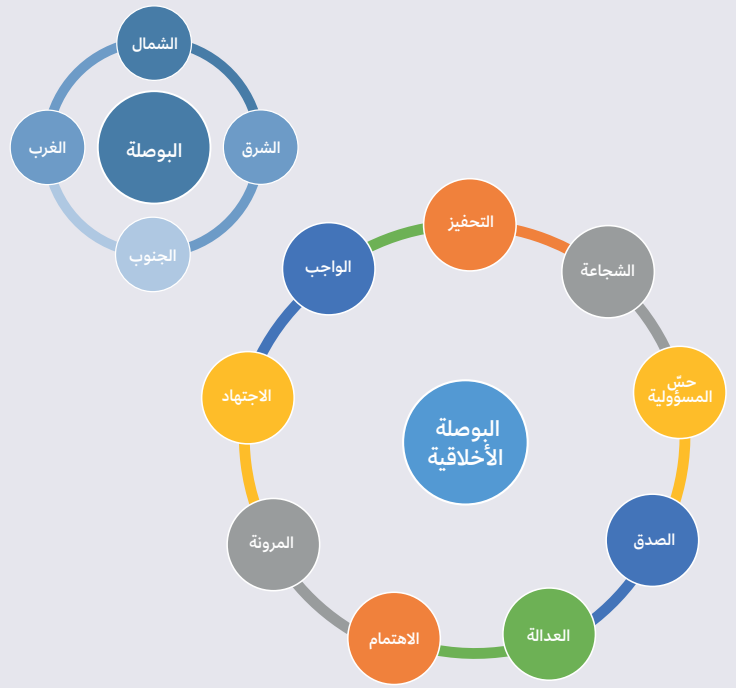 الشمال
الشرق
البوصلة
الغرب
الجنوب
التحفيز
الشجاعة
حسّ
المسؤولية
الصدق
العدالة
الاهتمام
المرونة
الاجتهاد
الواجب
البوصلة
الأخلاقية